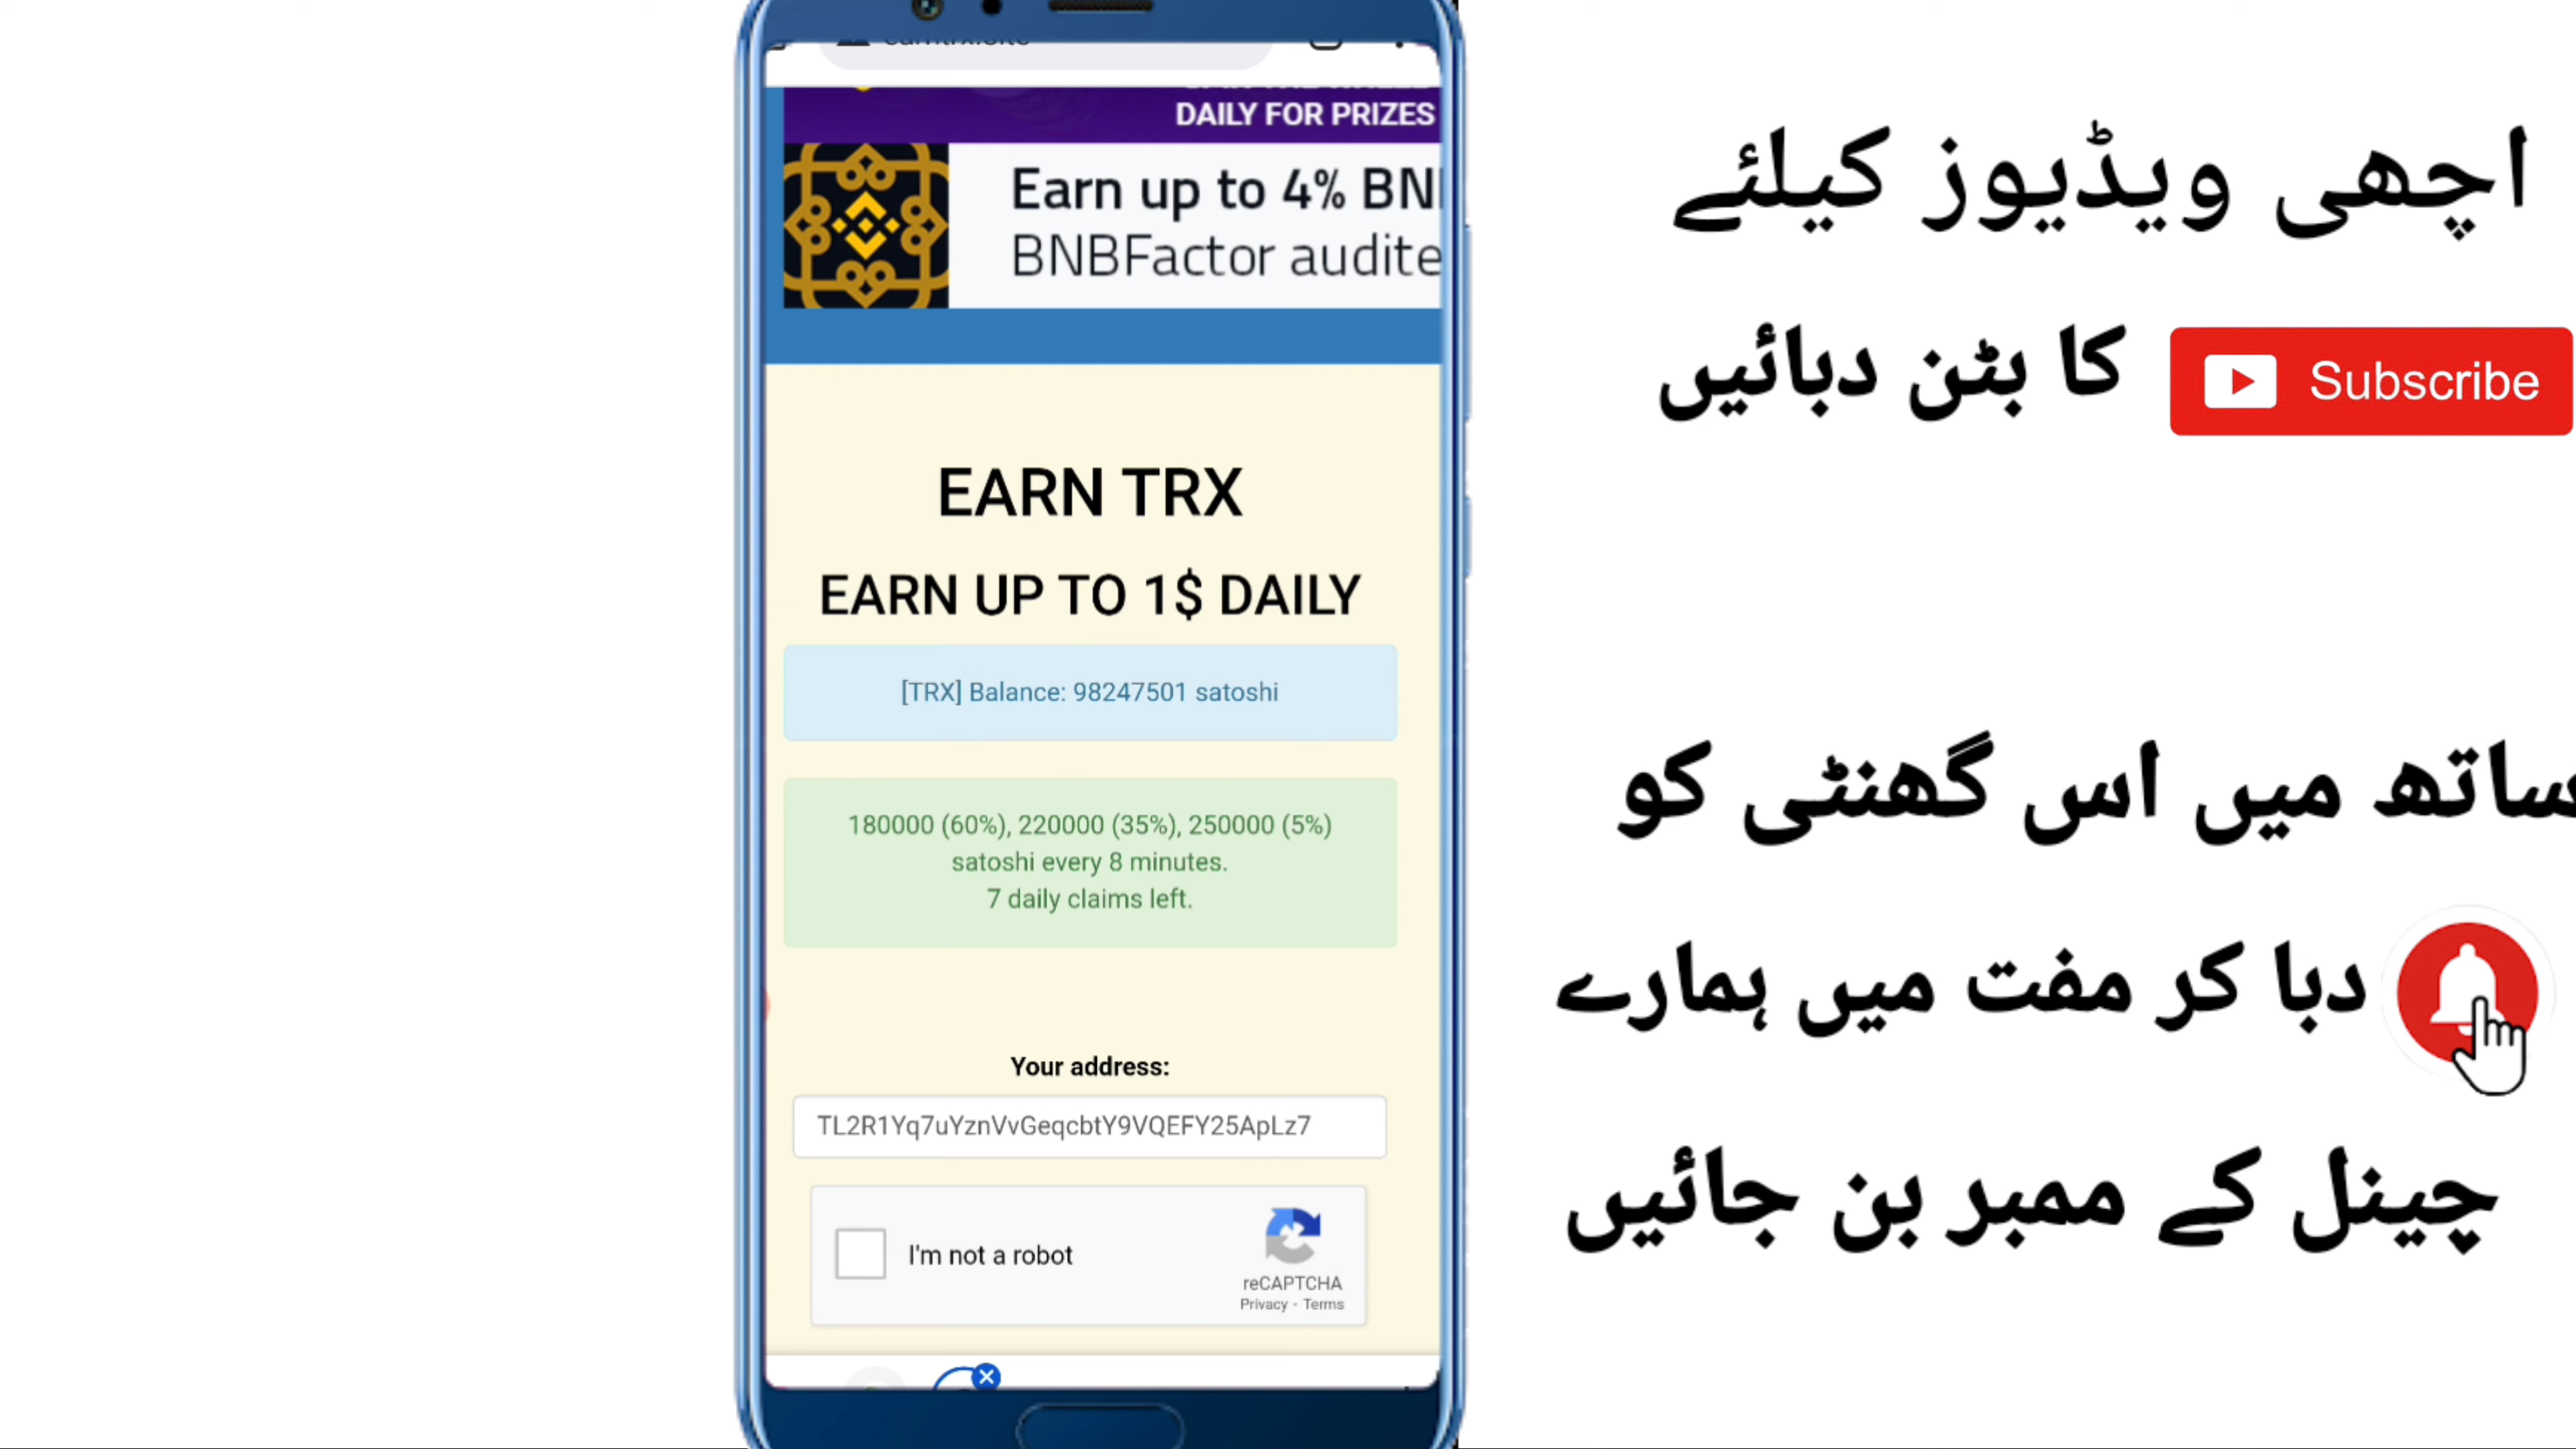 DAILY FOR PRIZES
Earn up to 4% BN
BNBFactor audite
EARN TRX
EARN UP TO 1$ DAILY
[TRX] Balance: 98247501 satoshi
180000 (60%), 220000 (35%), 250000 (5%)
satoshi every 8 minutes.
7 daily claims left.
Your address:
TL2R1Yq7uYznVvGeqcbtY9VQEFY25ApLz7
I'm not a robot
reCAPTCHA
Privacy - Terms
اچھی ویڈیوز کیلئے
Subscribe کا بٹن دبائیں
ساتھ میں اس گھنٹی کو
دبا کر مفت میں ہمارے
چینل کے ممبر بن جائیں